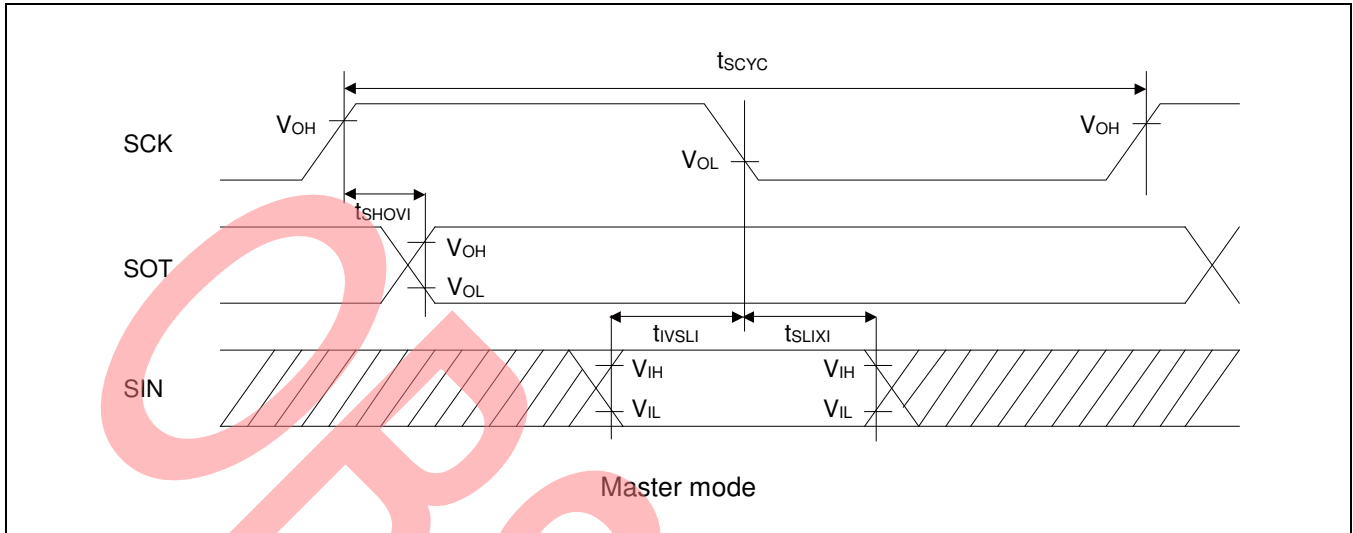 tSCYC
SCK VOH VOL VOH
tSHOVI
SOT VOH
VOL
tIVSLI tSLIXI
SIN VIH VIH
VIL VIL
Master mode